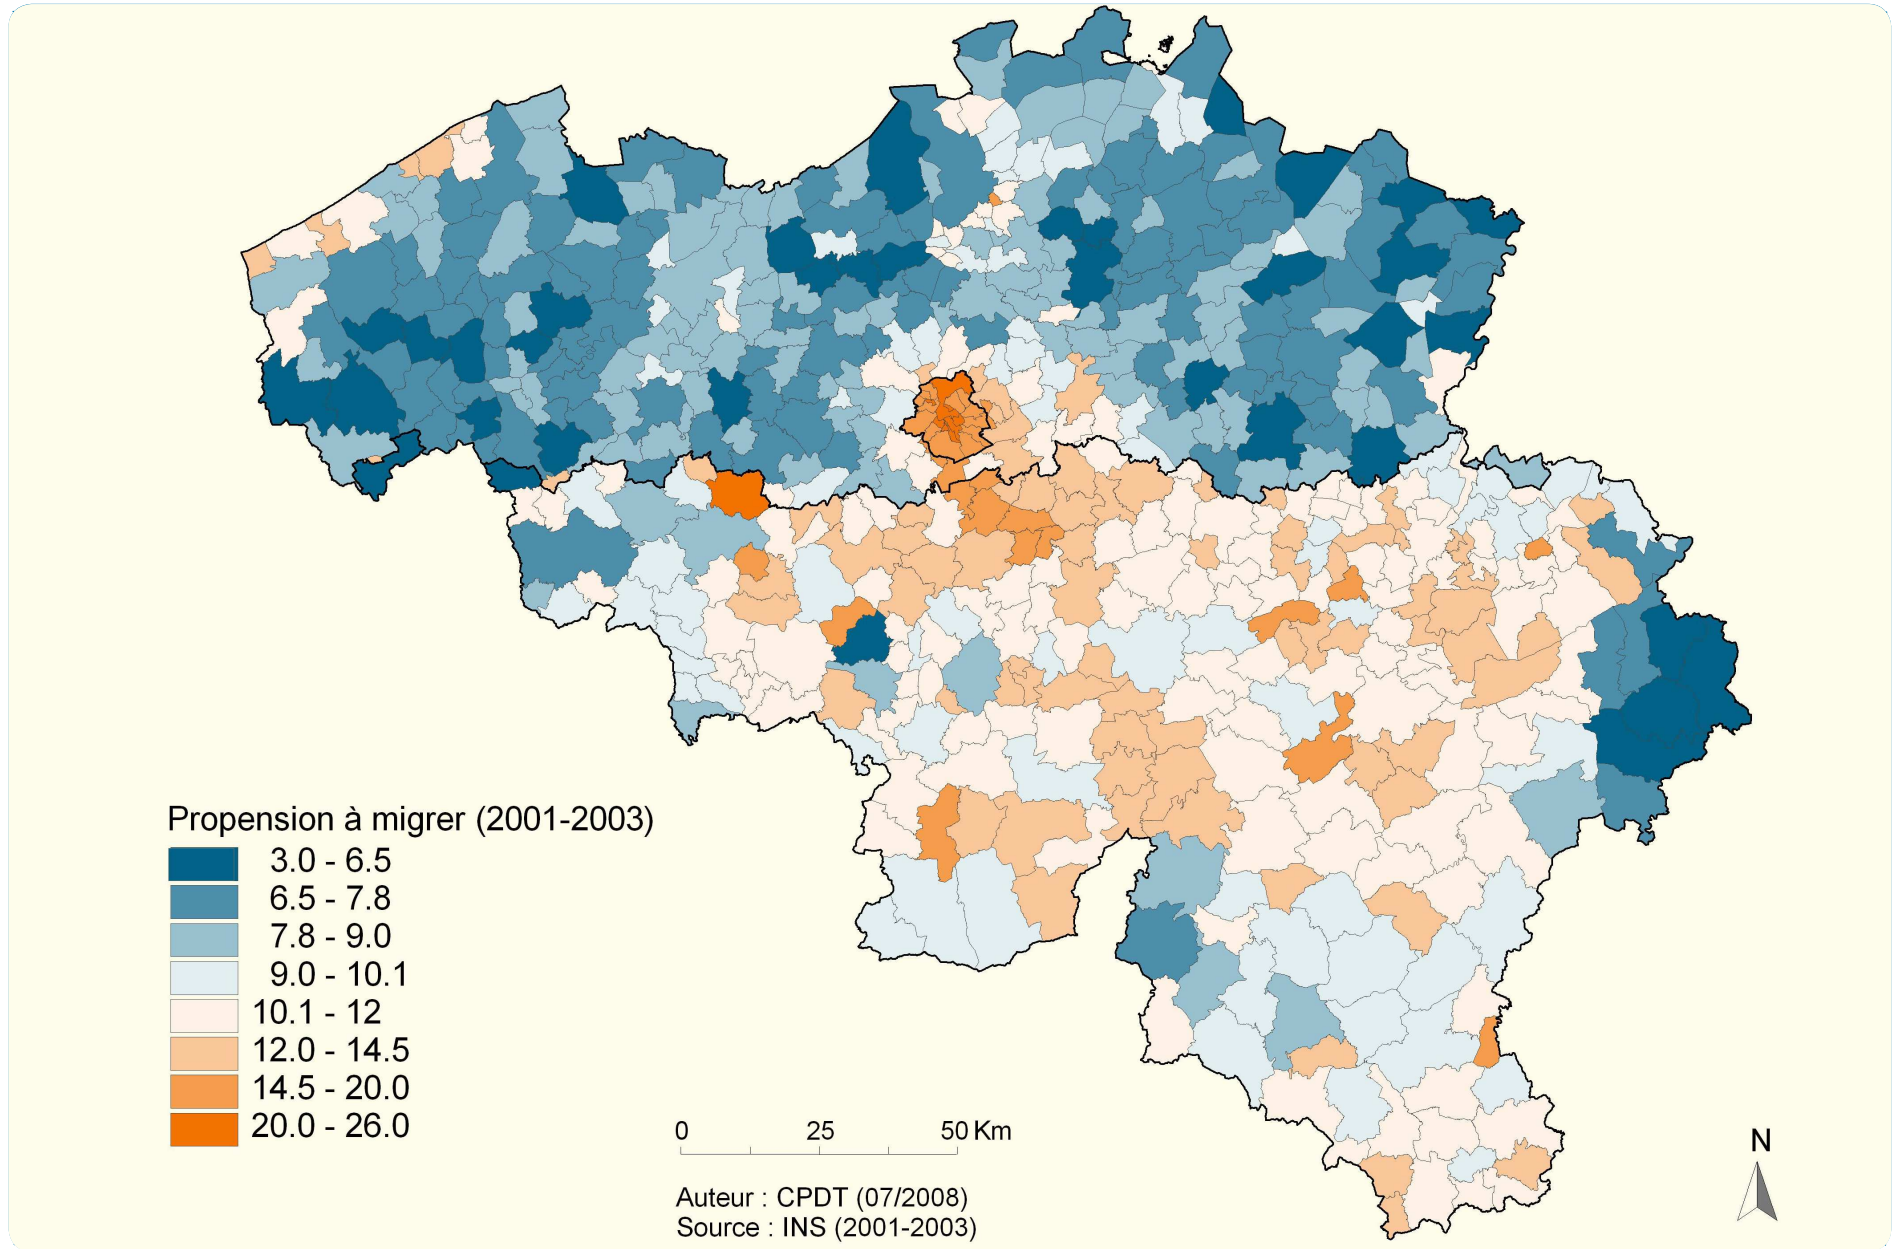 Propension à migrer (2001-2003)
3.0 - 6.5
6.5 - 7.8
7.8 - 9.0
9.0 - 10.1
10.1 - 12
12.0 - 14.5
14.5 - 20.0
20.0 - 26.0
0 25 50 Km
Auteur : CPDT (07/2008)
Source : INS (2001-2003)
N